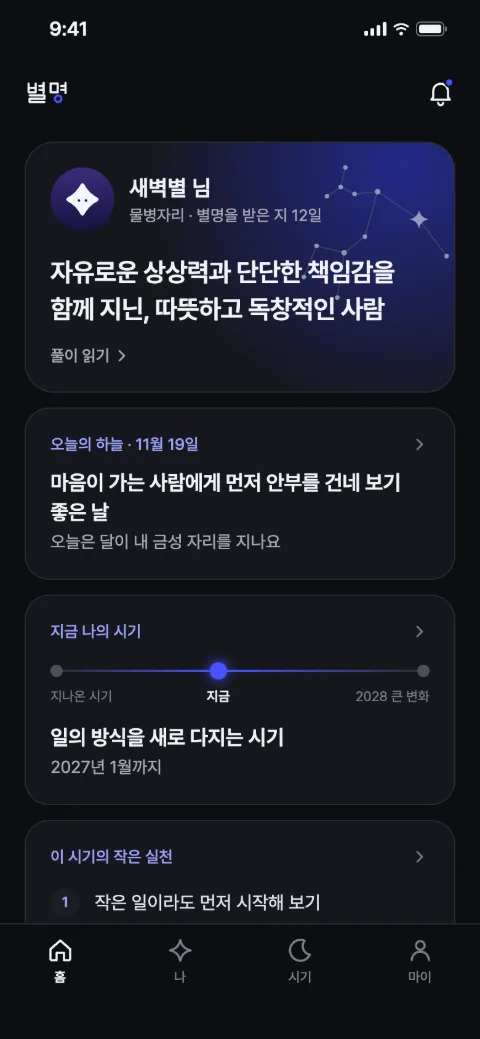 9:41
별명
새벽별 님
물병자리 · 별명을 받은 지 12일
자유로운 상상력과 단단한 책임감을
함께 지닌, 따뜻하고 독창적인 사람
풀이 읽기
오늘의 하늘 · 11월 19일
마음이 가는 사람에게 먼저 안부를 건네 보기
좋은 날
오늘은 달이 내 금성 자리를 지나요
지금 나의 시기
지나온 시기 지금 2028 큰 변화
일의 방식을 새로 다지는 시기
2027년 1월까지
이 시기의 작은 실천
1 작은 일이라도 먼저 시작해 보기
홈 나 시기 마이